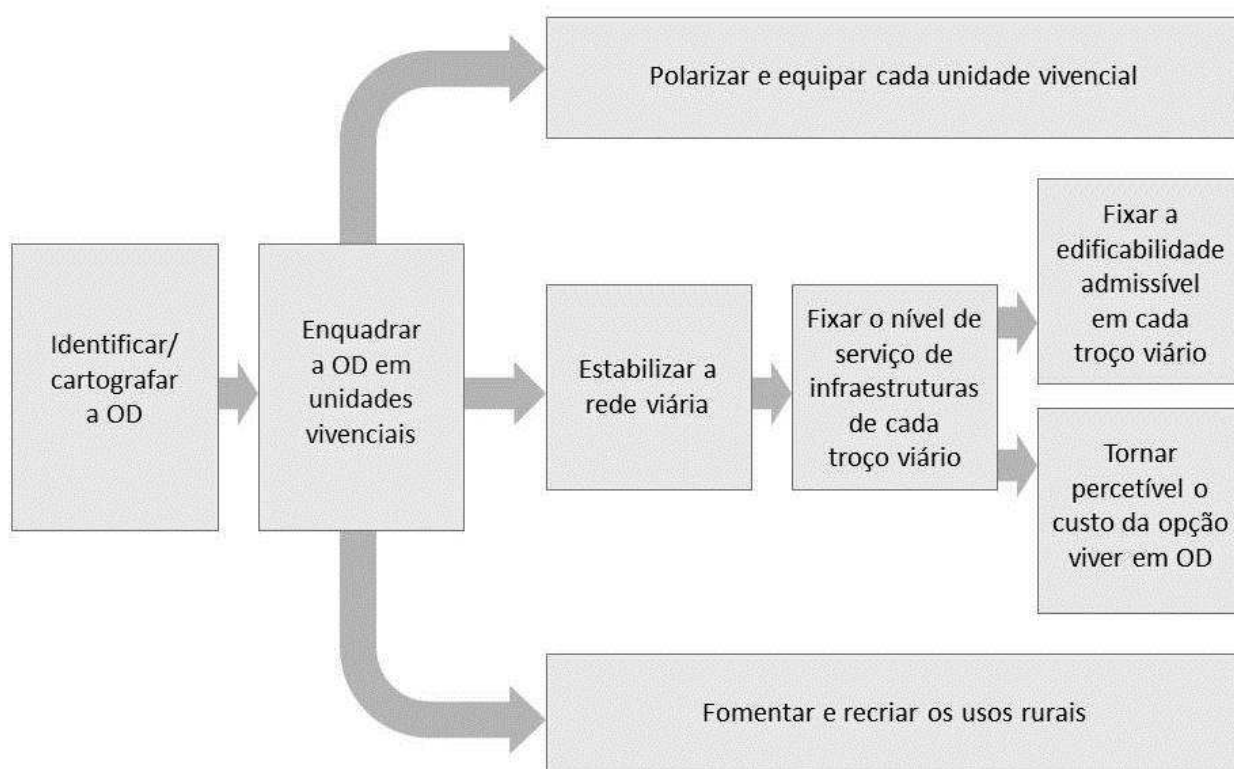 Polarizar e equipar cada unidade vivencial
Identificar/
cartografar
a OD
Enquadrar
a OD em
unidades
vivenciais
Estabilizar a
rede viária
Fixar o nível de
serviço de
infraestruturas
de cada
troço viário
Fixar a
edificabilidade
admissível
em cada
troço viário
Tornar
percetível o
custo da opção
viver em OD
Fomentar e recriar os usos rurais